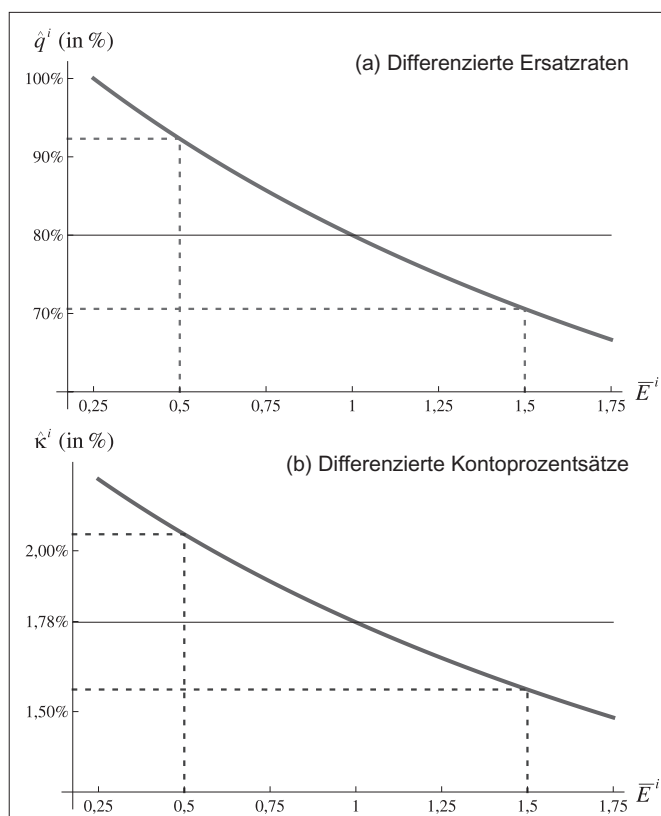 q̂ⁱ (in %)
(a) Differenzierte Ersatzraten
100%
90%
80%
70%
0,25 0,5 0,75 1 1,25 1,5 1,75
E̅ⁱ
κ̂ⁱ (in %)
(b) Differenzierte Kontoprozentsätze
2,00%
1,78%
1,50%
0,25 0,5 0,75 1 1,5 1,5 1,75
E̅ⁱ